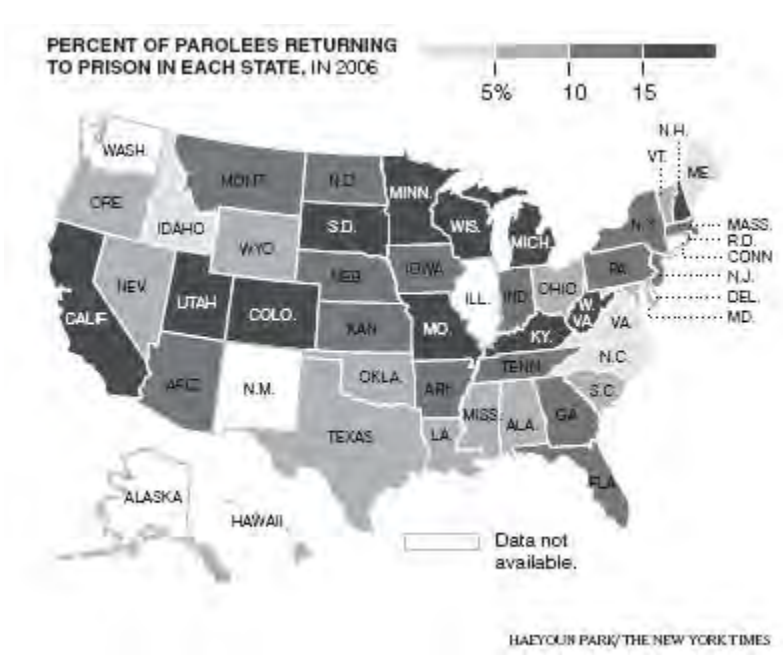 PERCENT OF PAROLEES RETURNING
TO PRISON IN EACH STATE, IN 2006
5% 10 15
N.H.
VT.
ME.
WASH.
MONT.
N.D.
MINN.
ORE.
IDAHO
S.D.
WIS.
MICH.
N.Y.
MASS.
R.D.
CONN
N.J.
DEL.
MD.
WYO.
NEB.
IOWA
PA.
NEV.
UTAH
COLO.
ILL.
IND.
OHIO
W.
VA.
VA.
CALIF.
KAN.
MO.
KY.
N.C.
TENN.
ARIZ.
N.M.
OKLA.
ARK.
S.C.
MISS.
ALA.
GA.
TEXAS
LA.
FLA.
ALASKA
HAWAII
Data not
available.
HAEYOUN PARK/THE NEW YORK TIMES